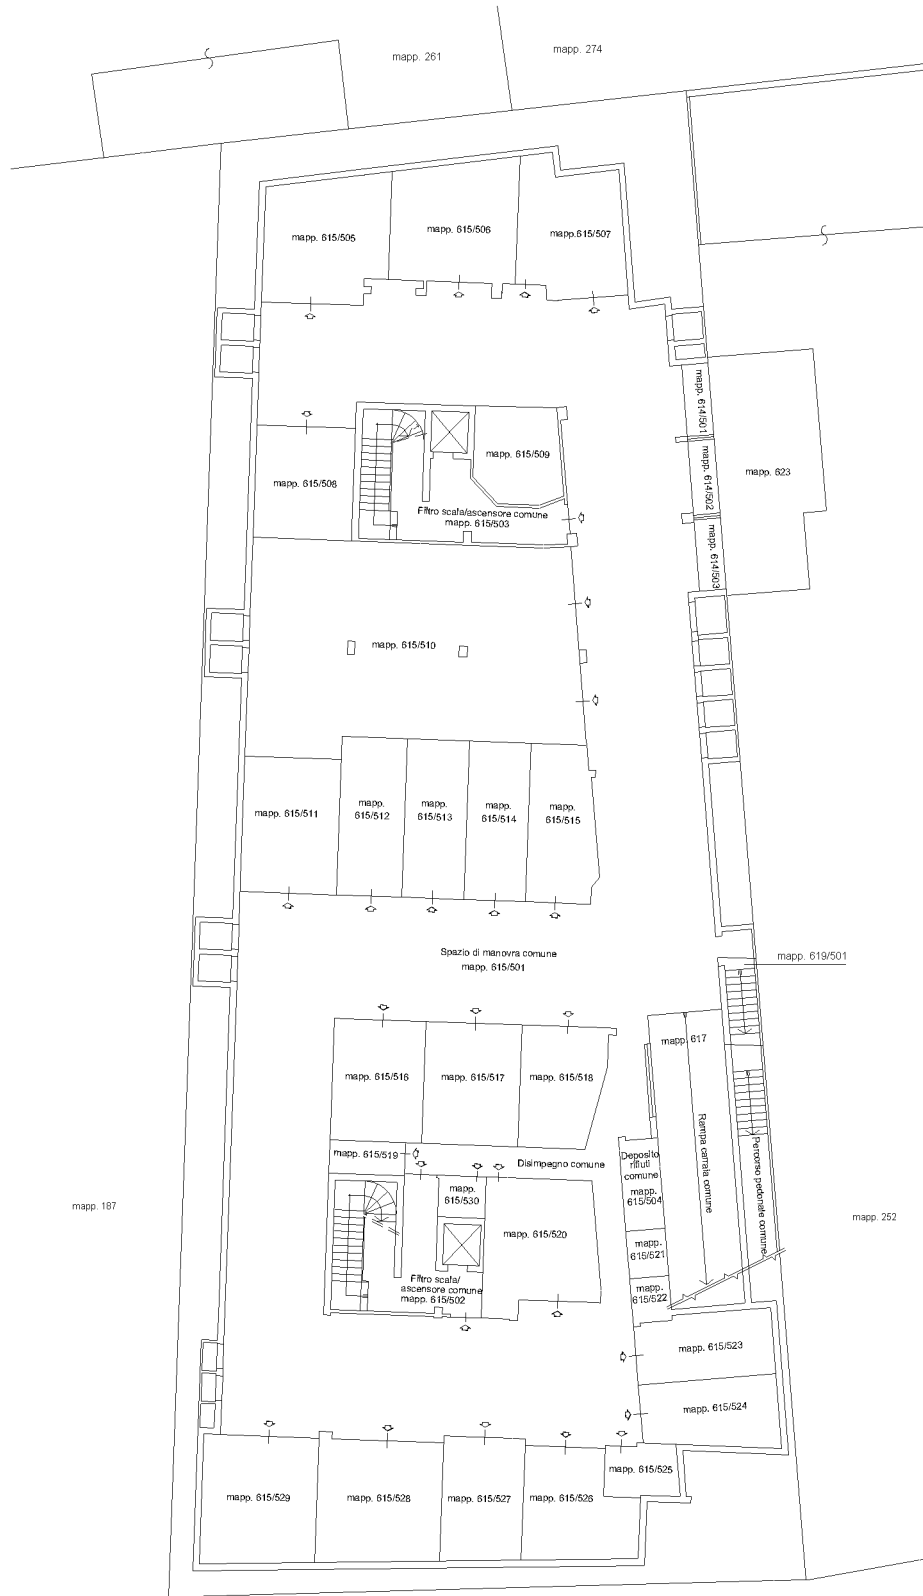 mapp. 261
mapp. 274
mapp. 615/505
mapp. 615/506
mapp.615/507
mapp. 614/501
mapp. 614/502
mapp. 614/503
mapp. 623
mapp. 615/508
mapp. 615/509
Filtro scala/ascensore comune
mapp. 615/503
mapp. 615/510
mapp. 615/511
mapp.
615/512
mapp.
615/513
mapp.
615/514
mapp.
615/515
Spazio di manovra comune
mapp. 615/501
mapp. 619/501
mapp. 617
mapp. 615/516
mapp. 615/517
mapp. 615/518
mapp. 615/519
Disimpegno comune
Deposito
rifiuti
comune
mapp.
615/504
Rampa carraia comune
Percorso pedonale comune
mapp.
615/530
mapp. 615/520
mapp.
615/521
mapp.
615/522
Filtro scala/
ascensore comune
mapp. 615/502
mapp. 187
mapp. 252
mapp. 615/523
mapp. 615/524
mapp. 615/525
mapp. 615/529
mapp. 615/528
mapp. 615/527
mapp. 615/526